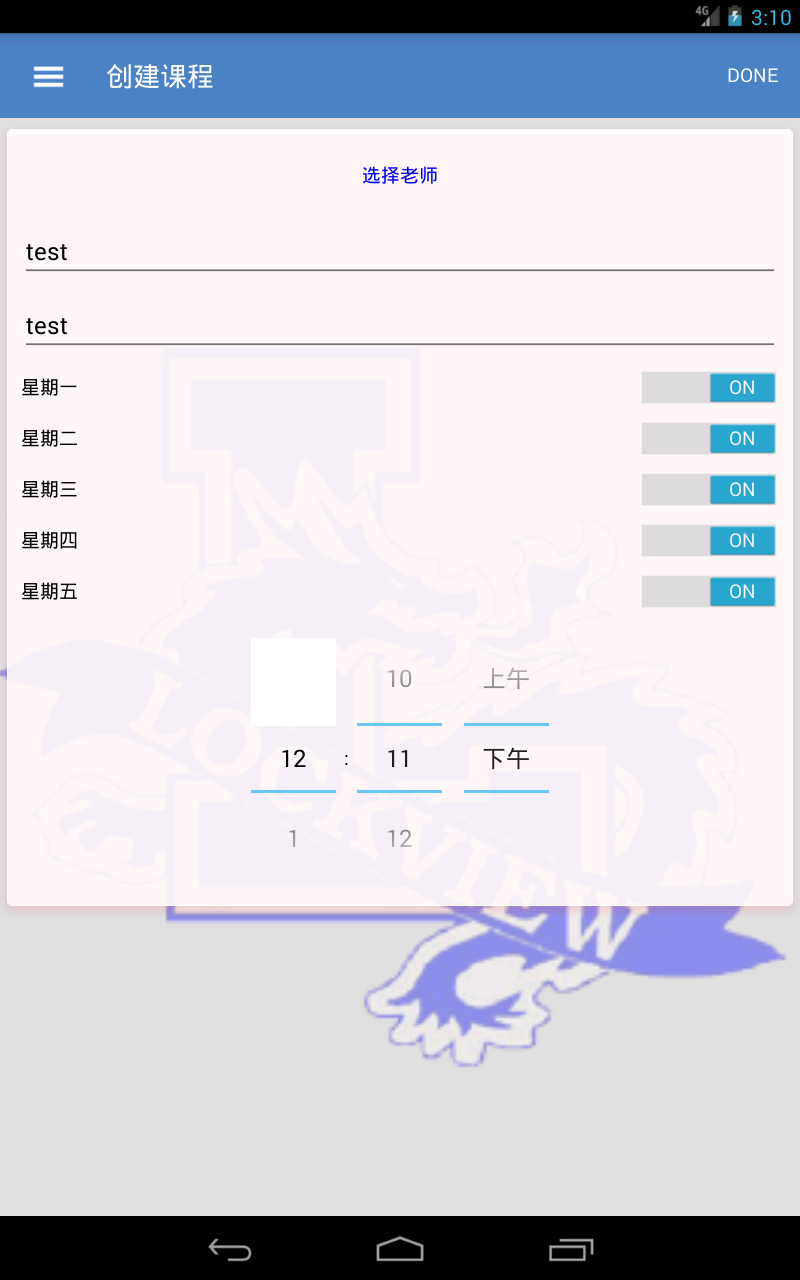 4G 3:10
创建课程 DONE
选择老师
test
test
星期一 ON
星期二 ON
星期三 ON
星期四 ON
星期五 ON
10 上午
12 : 11 下午
1 12
LOCKVIEW